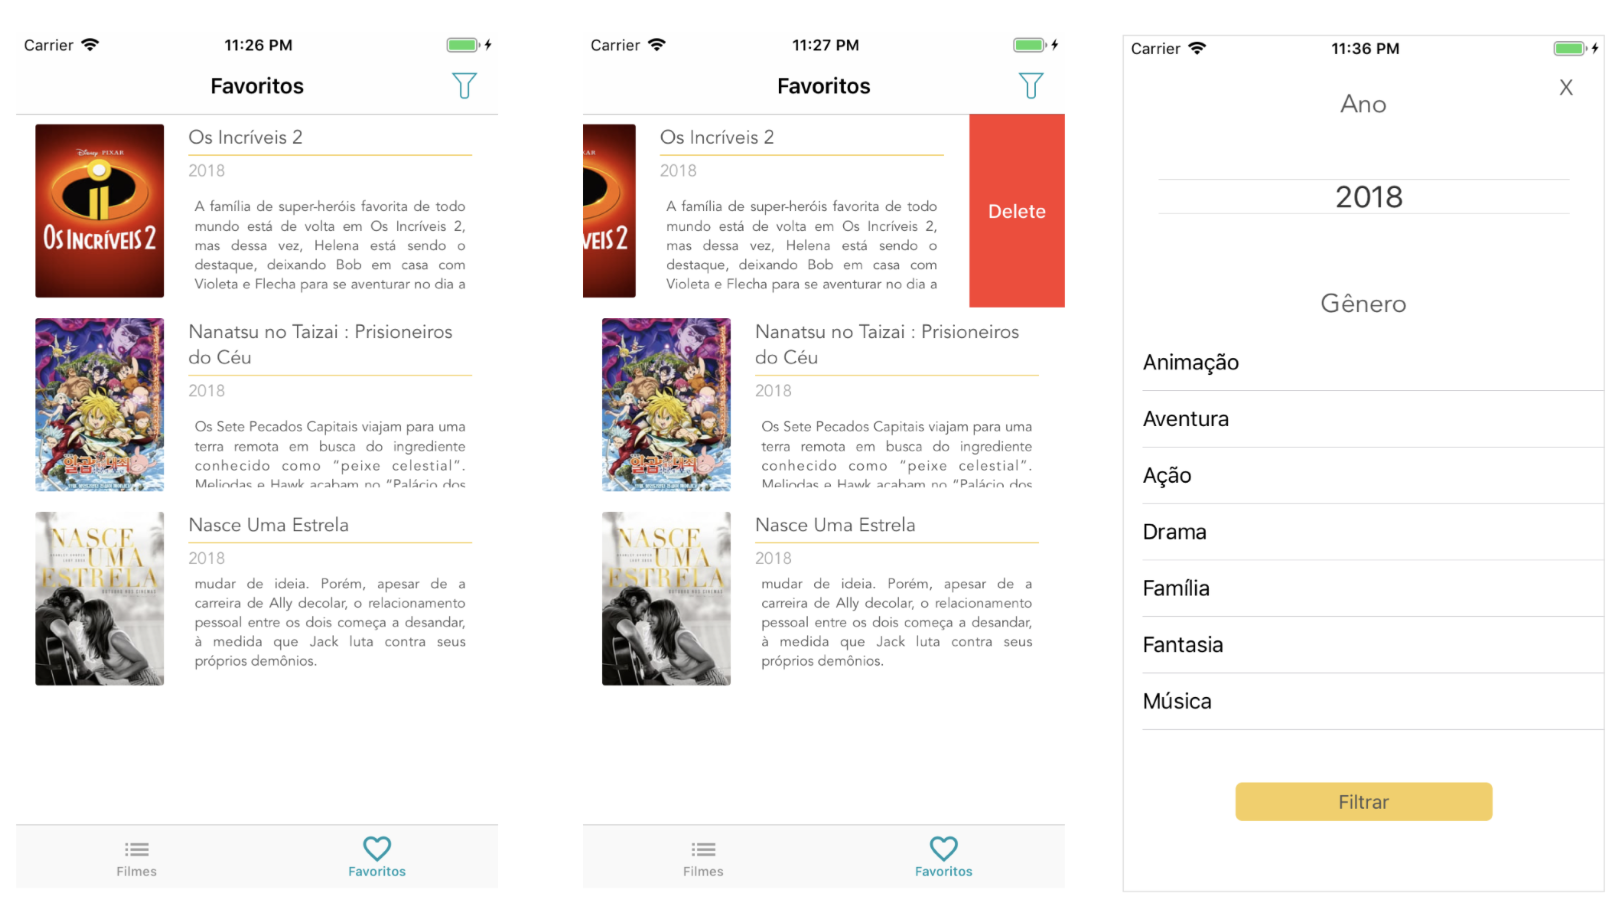 Carrier 11:26 PM
Favoritos
Disney PIXAR
OS INCRÍVEIS 2
Os Incríveis 2
2018
A família de super-heróis favorita de todo
mundo está de volta em Os Incríveis 2,
mas dessa vez, Helena está sendo o
destaque, deixando Bob em casa com
Violeta e Flecha para se aventurar no dia a
Nanatsu no Taizai : Prisioneiros
do Céu
2018
Os Sete Pecados Capitais viajam para uma
terra remota em busca do ingrediente
conhecido como “peixe celestial”.
Meliodas e Hawk acabam no “Palácio dos
NASCE
UMA
ESTRELA
Nasce Uma Estrela
2018
mudar de ideia. Porém, apesar de a
carreira de Ally decolar, o relacionamento
pessoal entre os dois começa a desandar,
à medida que Jack luta contra seus
próprios demônios.
Filmes
Favoritos
Carrier 11:27 PM
Favoritos
VEIS 2
Os Incríveis 2
2018
A família de super-heróis favorita de todo
mundo está de volta em Os Incríveis 2,
mas dessa vez, Helena está sendo o
destaque, deixando Bob em casa com
Violeta e Flecha para se aventurar no dia a
Delete
Nanatsu no Taizai : Prisioneiros
do Céu
2018
Os Sete Pecados Capitais viajam para uma
terra remota em busca do ingrediente
conhecido como “peixe celestial”.
Meliodas e Hawk acabam no “Palácio dos
NASCE
UMA
ESTRELA
Nasce Uma Estrela
2018
mudar de ideia. Porém, apesar de a
carreira de Ally decolar, o relacionamento
pessoal entre os dois começa a desandar,
à medida que Jack luta contra seus
próprios demônios.
Filmes
Favoritos
Carrier 11:36 PM
X
Ano
2018
Gênero
Animação
Aventura
Ação
Drama
Família
Fantasia
Música
Filtrar